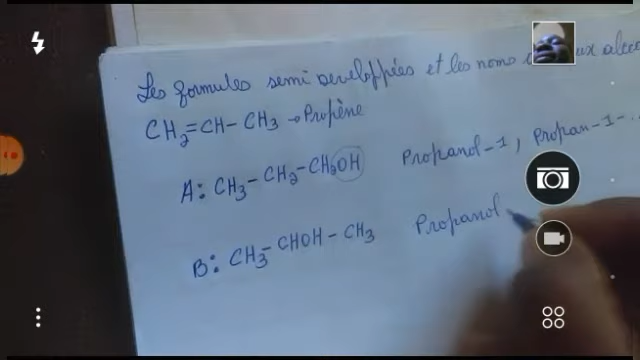 Les formules semi Developpées et les noms
CH₂=CH-CH₃ → Propène
A: CH₃-CH₂-CH₂OH Propanol-1, Propan-1-..
B: CH₃-CHOH-CH₃ Propanol